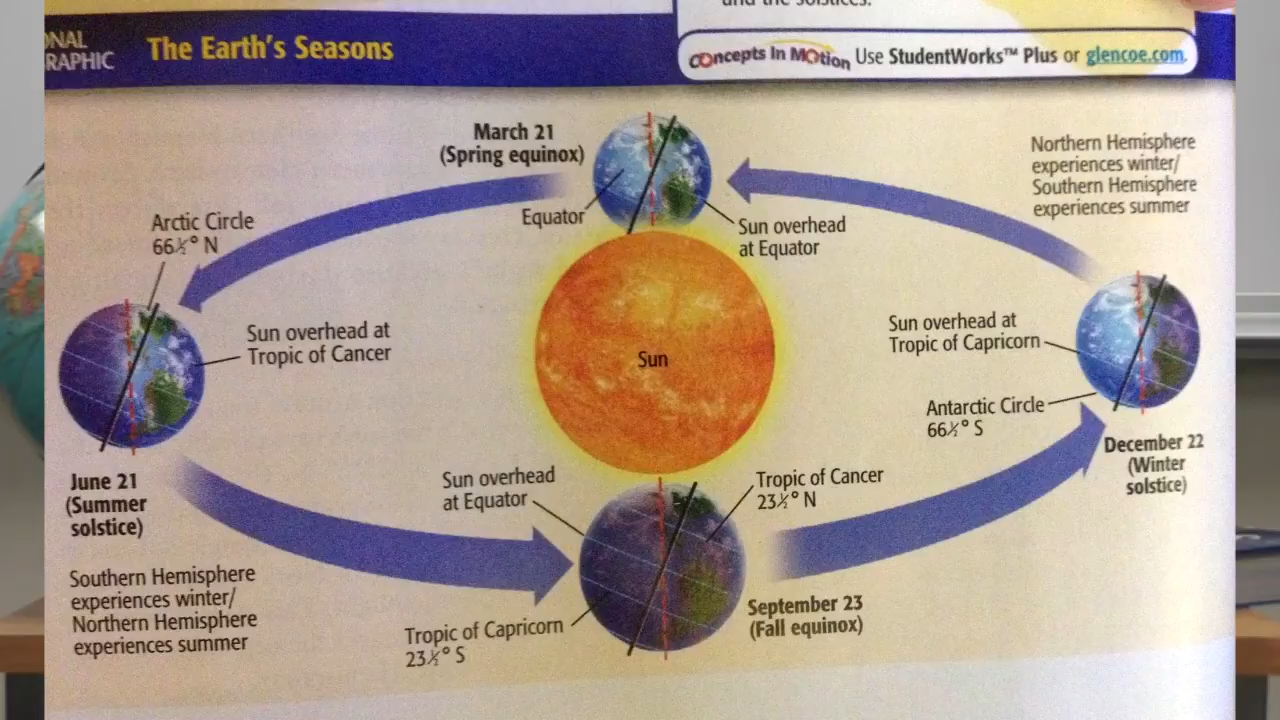 and the solstices.
The Earth's Seasons
Concepts In Motion Use StudentWorks™ Plus or glencoe.com.
March 21
(Spring equinox)
Northern Hemisphere
experiences winter/
Southern Hemisphere
experiences summer
Equator
Sun overhead
at Equator
Arctic Circle
66½° N
Sun overhead at
Tropic of Cancer
Sun
Sun overhead at
Tropic of Capricorn
Antarctic Circle
66½° S
December 22
(Winter
solstice)
June 21
(Summer
solstice)
Sun overhead
at Equator
Tropic of Cancer
23½° N
Southern Hemisphere
experiences winter/
Northern Hemisphere
experiences summer
September 23
(Fall equinox)
Tropic of Capricorn
23½° S